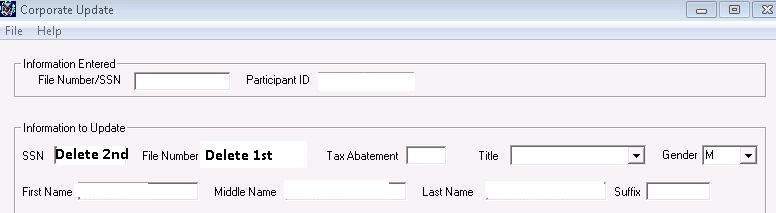 Corporate Update
File Help
Information Entered
File Number/SSN Participant ID
Information to Update
SSN Delete 2nd File Number Delete 1st Tax Abatement Title Gender M
First Name Middle Name Last Name Suffix